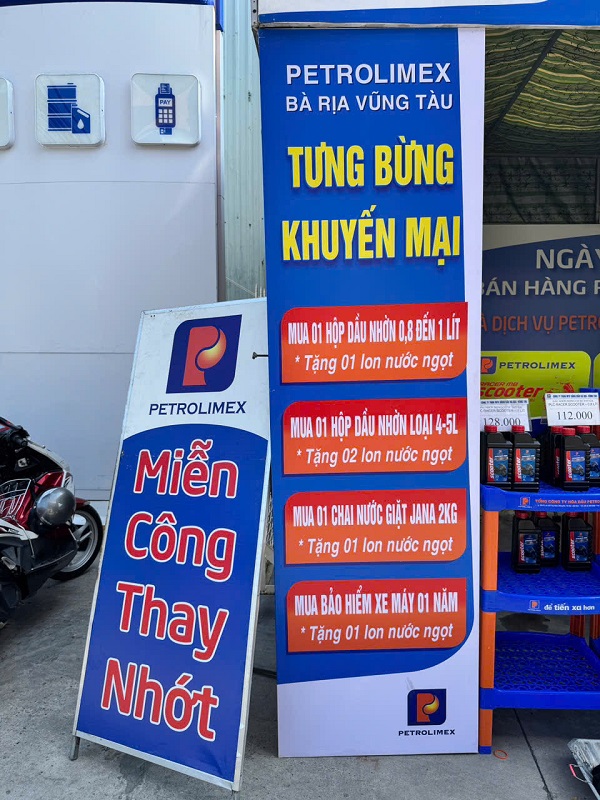 PAY
PETROLIMEX
BÀ RỊA VŨNG TÀU
TƯNG BỪNG
KHUYẾN MẠI
MUA 01 HỘP DẦU NHỜN 0,8 ĐẾN 1 LÍT
* Tặng 01 lon nước ngọt
MUA 01 HỘP DẦU NHỜN LOẠI 4-5L
* Tặng 02 lon nước ngọt
MUA 01 CHAI NƯỚC GIẶT JANA 2KG
* Tặng 01 lon nước ngọt
MUA BẢO HIỂM XE MÁY 01 NĂM
* Tặng 01 lon nước ngọt
PETROLIMEX
PETROLIMEX
Miễn
Công
Thay
Nhớt
NGÀY
BÁN HÀNG
DỊCH VỤ
PETROLIMEX
scooter
128.000
112.000
để tiến xa hơn